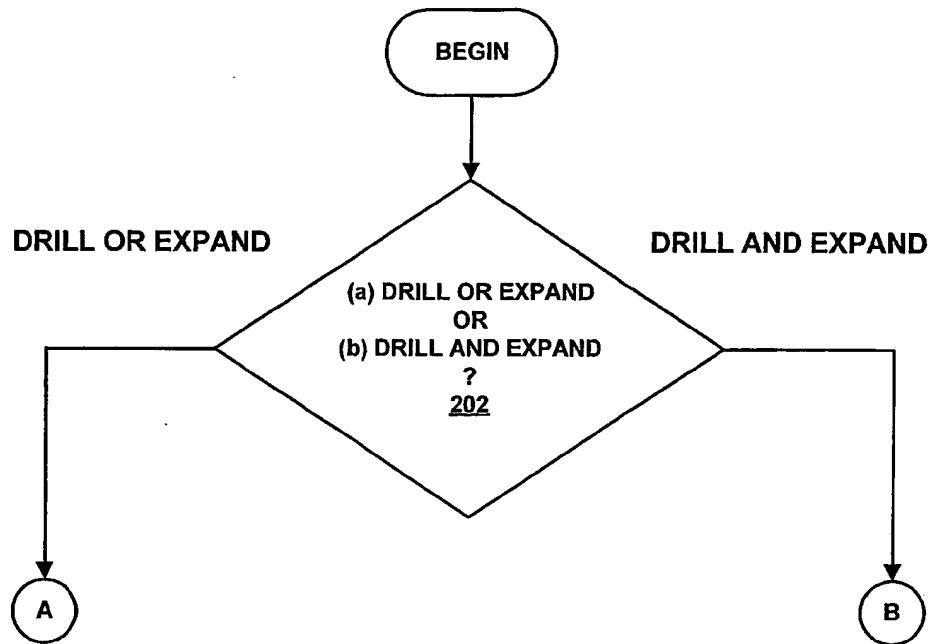 BEGIN
DRILL OR EXPAND
DRILL AND EXPAND
(a) DRILL OR EXPAND
OR
(b) DRILL AND EXPAND
?
202
A
B